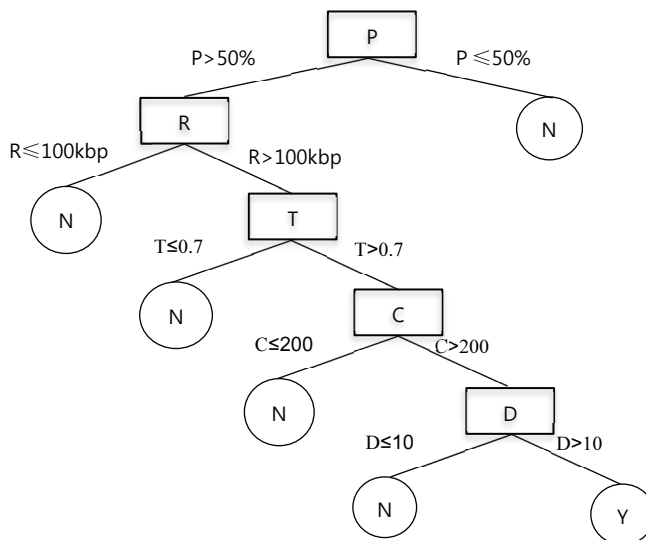 P
P>50%
P ≤50%
R
N
R≤100kbp
R>100kbp
N
T
T≤0.7
T>0.7
N
C
C≤200
C>200
N
D
D≤10
D>10
N
Y